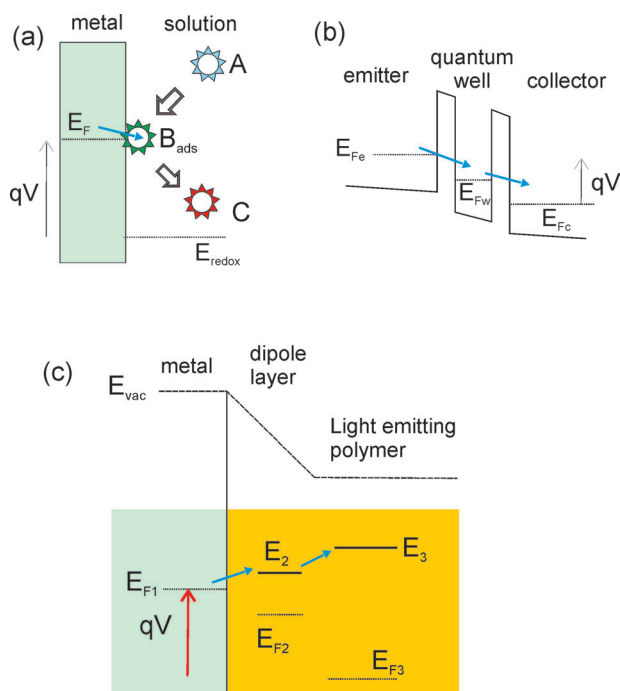 (a)
metal solution
A
E_F
B_ads
qV
C
E_redox
(b)
quantum
emitter well collector
E_Fe
E_Fw
qV
E_Fc
(c)
metal
dipole
layer
E_vac
Light emitting
polymer
E_2
E_3
E_F1
qV
E_F2
E_F3